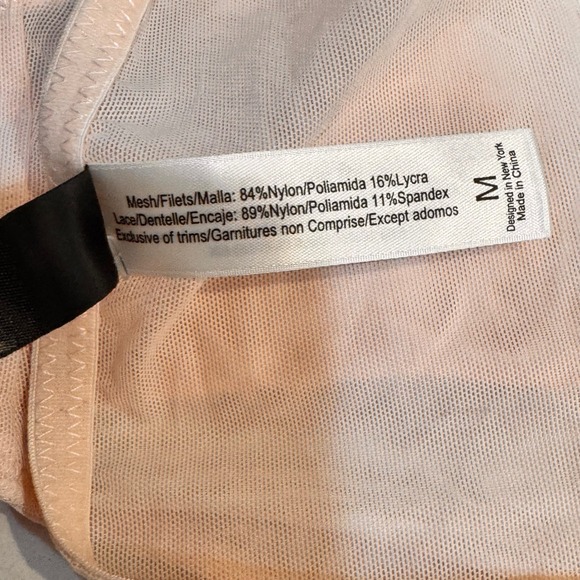 Mesh/Filets/Malla: 84%Nylon/Poliamida 16%Lycra
Lace/Dentelle/Encaje: 89%Nylon/Poliamida 11%Spandex
Exclusive of trims/Garnitures non Comprise/Except adornos
M
Designed in New York
Made in China